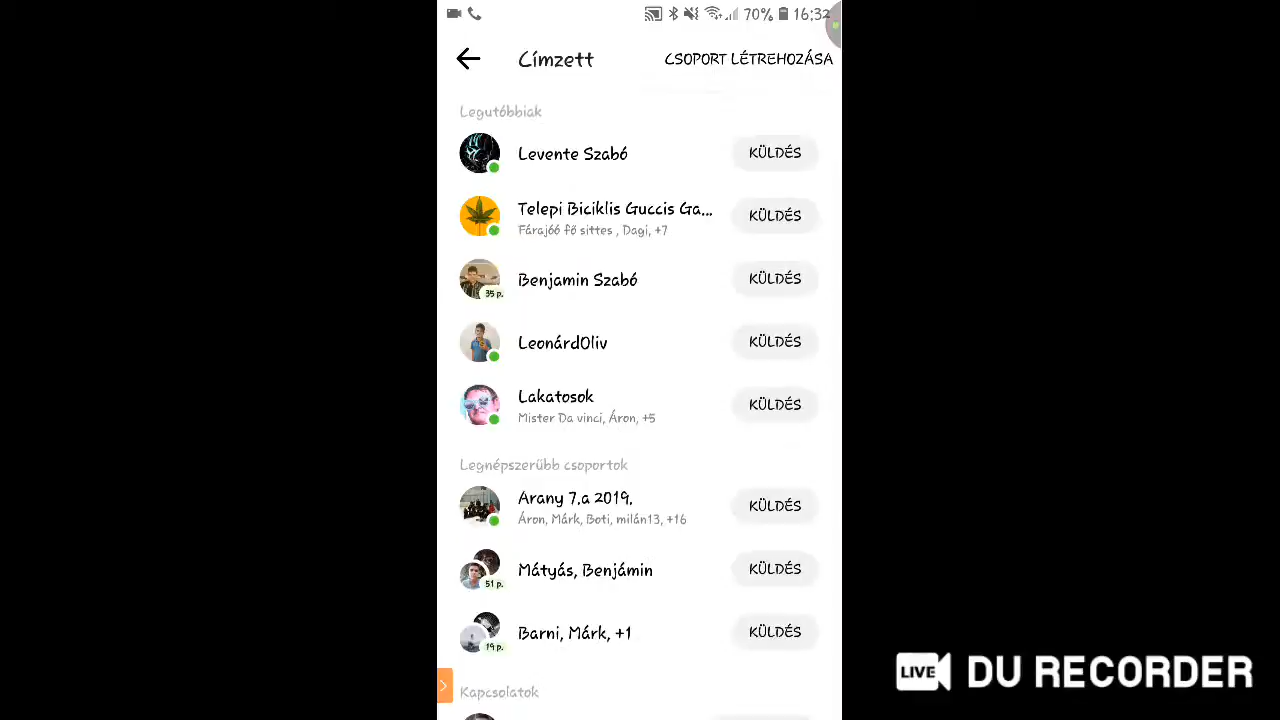 70% 16:32
Címzett CSOPORT LÉTREHOZÁSA
Legutóbbiak
Levente Szabó KÜLDÉS
Telepi Biciklis Guccis Ga... KÜLDÉS
Fárajóó fő sittes , Dagi, +7
Benjamin Szabó KÜLDÉS
35 p.
LeonárdOliv KÜLDÉS
Lakatosok KÜLDÉS
Mister Da vinci, Áron, +5
Legnépszerűbb csoportok
Arany 7.a 2019. KÜLDÉS
Áron, Márk, Boti, milán13, +16
Mátyás, Benjámin KÜLDÉS
51 p.
Barni, Márk, +1 KÜLDÉS
19 p.
Kapcsolatok
LIVE DU RECORDER